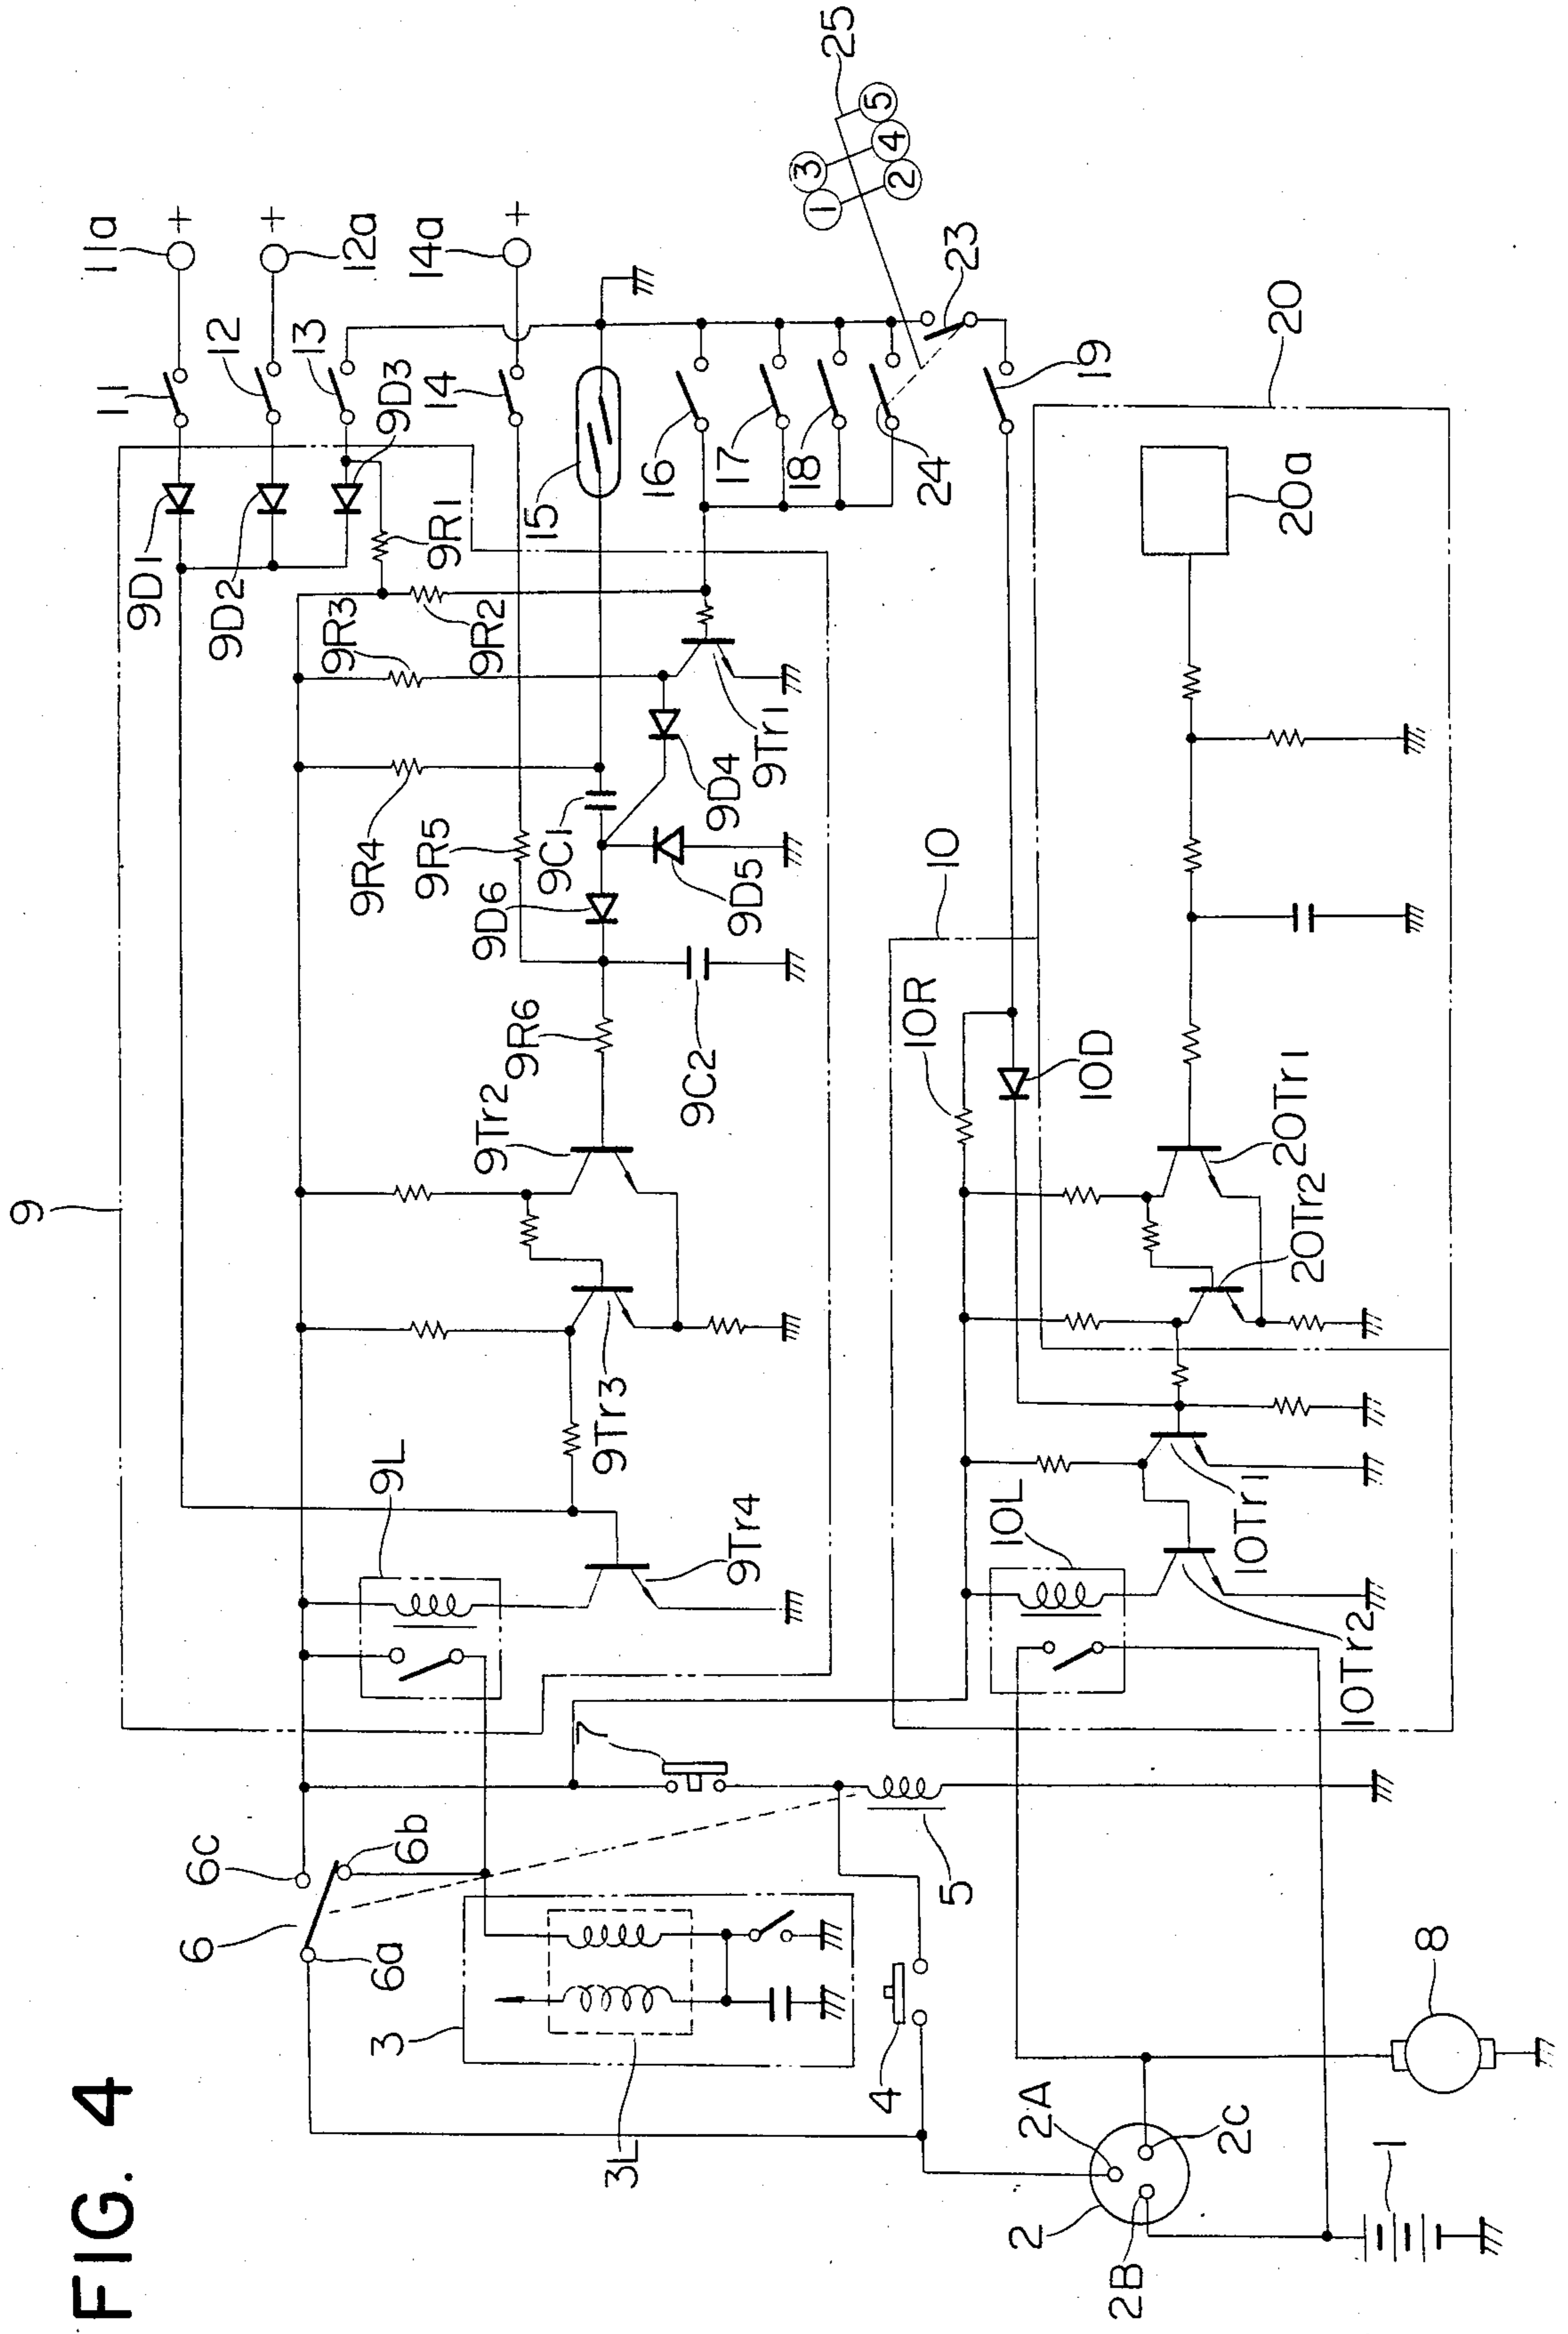 FIG. 4
9
11
11a
12
12a
13
14
14a
+
+
+
9D1
9D2
9D3
9R1
9R2
9R3
9R4
9R5
9R6
9C1
9C2
9D4
9D5
9D6
9Tr1
9Tr2
9Tr3
9Tr4
9L
15
16
17
18
24
23
19
25
1
2
3
4
5
6
6a
6b
6c
7
5
3
3L
4
2
2A
2B
2C
1
8
10
10R
10D
10L
10Tr1
10Tr2
20
20a
20Tr1
20Tr2